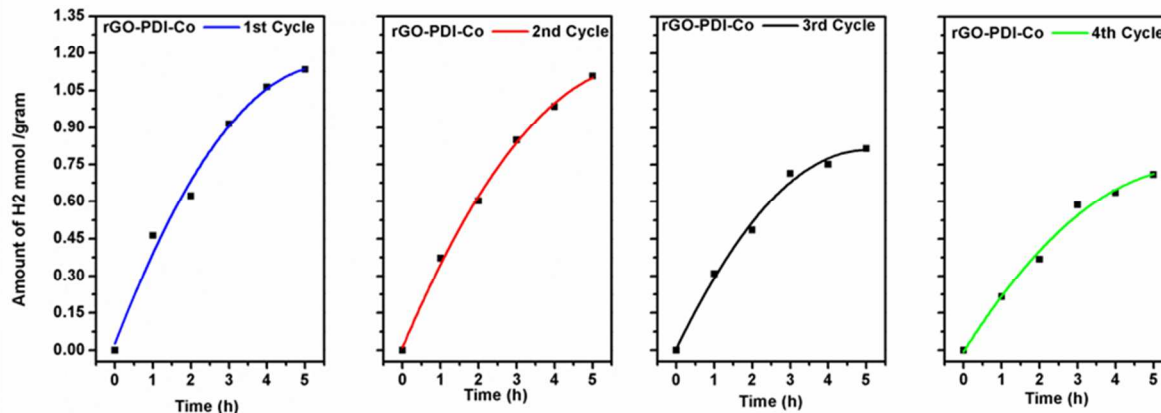 Amount of H2 mmol /gram
1.35
1.20
1.05
0.90
0.75
0.60
0.45
0.30
0.15
0.00
rGO-PDI-Co 1st Cycle
0 1 2 3 4 5
Time (h)
rGO-PDI-Co 2nd Cycle
0 1 2 3 4 5
Time (h)
rGO-PDI-Co 3rd Cycle
0 1 2 3 4 5
Time (h)
rGO-PDI-Co 4th Cycle
0 1 2 3 4 5
Time (h)